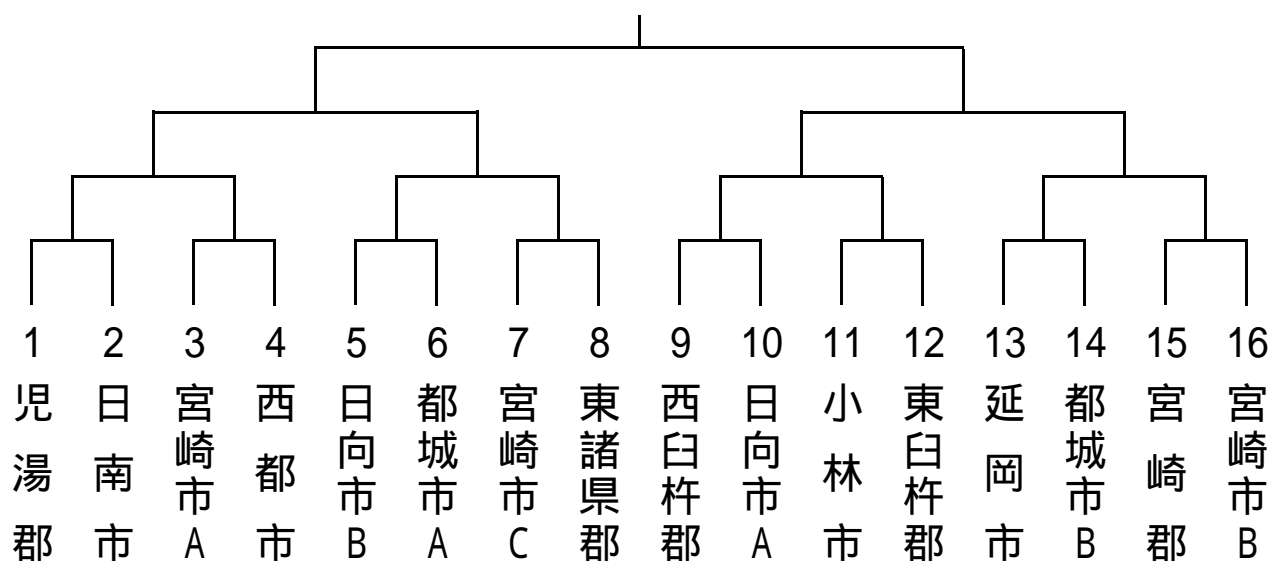 1 2 3 4 5 6 7 8 9 10 11 12 13 14 15 16
児湯郡
日南市
宮崎市A
西都市
日向市B
都城市A
宮崎市C
東諸県郡
西臼杵郡
日向市A
小林市
東臼杵郡
延岡市
都城市B
宮崎郡
宮崎市B